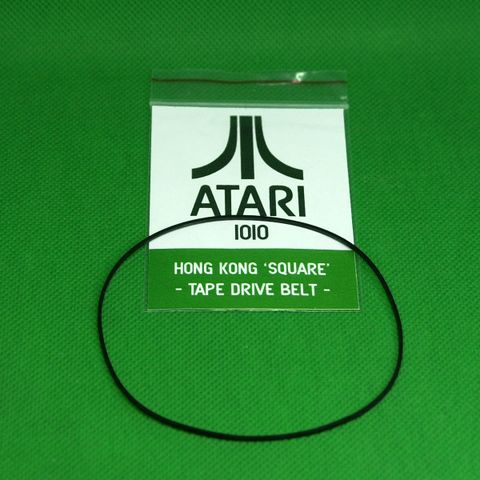 ATARI
1010
HONG KONG 'SQUARE'
- TAPE DRIVE BELT -